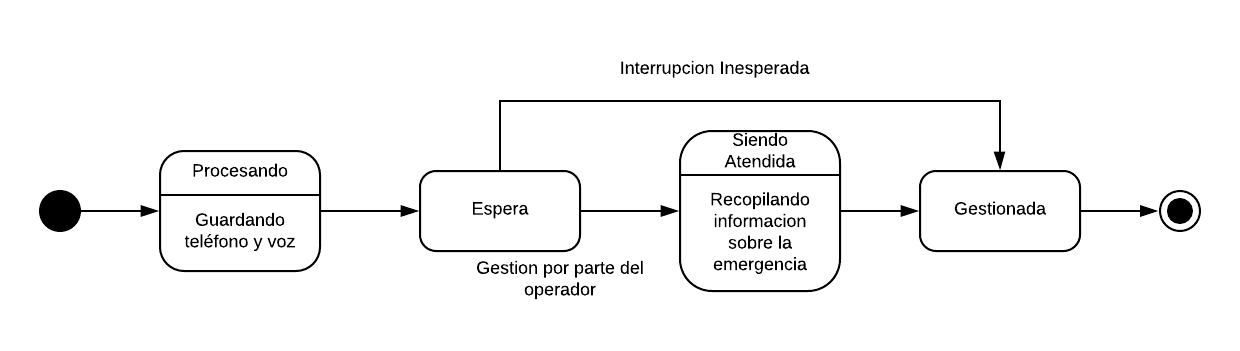 Interrupcion Inesperada
Procesando
Guardando
teléfono y voz
Espera
Gestion por parte del
operador
Siendo
Atendida
Recopilando
informacion
sobre la
emergencia
Gestionada